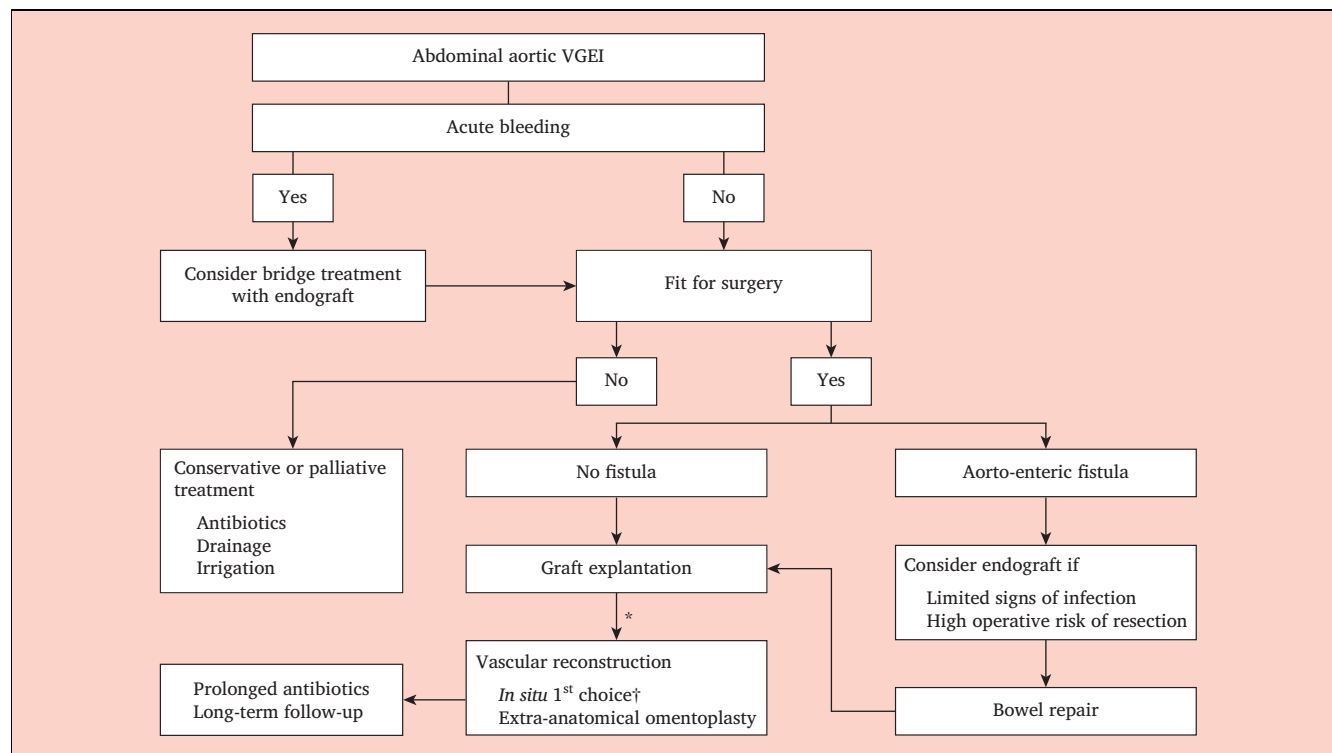 Abdominal aortic VGEI
Acute bleeding
Yes
No
Consider bridge treatment
with endograft
Fit for surgery
No
Yes
Conservative or palliative
treatment
Antibiotics
Drainage
Irrigation
No fistula
Aorto-enteric fistula
Graft explantation
Consider endograft if
Limited signs of infection
High operative risk of resection
*
Vascular reconstruction
In situ 1st choice†
Extra-anatomical omentoplasty
Prolonged antibiotics
Long-term follow-up
Bowel repair